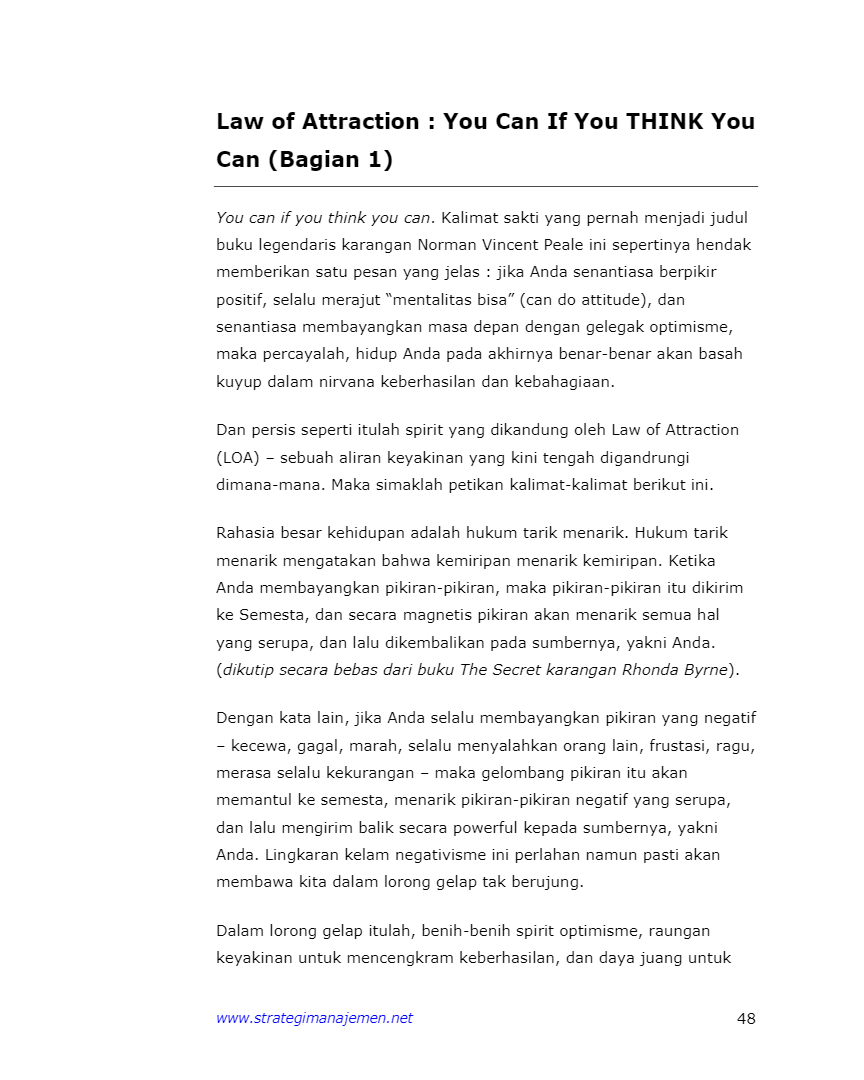 Law of Attraction : You Can If You THINK You
Can (Bagian 1)
You can if you think you can. Kalimat sakti yang pernah menjadi judul
buku legendaris karangan Norman Vincent Peale ini sepertinya hendak
memberikan satu pesan yang jelas : jika Anda senantiasa berpikir
positif, selalu merajut “mentalitas bisa” (can do attitude), dan
senantiasa membayangkan masa depan dengan gelegak optimisme,
maka percayalah, hidup Anda pada akhirnya benar-benar akan basah
kuyup dalam nirvana keberhasilan dan kebahagiaan.
Dan persis seperti itulah spirit yang dikandung oleh Law of Attraction
(LOA) – sebuah aliran keyakinan yang kini tengah digandrungi
dimana-mana. Maka simaklah petikan kalimat-kalimat berikut ini.
Rahasia besar kehidupan adalah hukum tarik menarik. Hukum tarik
menarik mengatakan bahwa kemiripan menarik kemiripan. Ketika
Anda membayangkan pikiran-pikiran, maka pikiran-pikiran itu dikirim
ke Semesta, dan secara magnetis pikiran akan menarik semua hal
yang serupa, dan lalu dikembalikan pada sumbernya, yakni Anda.
(dikutip secara bebas dari buku The Secret karangan Rhonda Byrne).
Dengan kata lain, jika Anda selalu membayangkan pikiran yang negatif
– kecewa, gagal, marah, selalu menyalahkan orang lain, frustasi, ragu,
merasa selalu kekurangan – maka gelombang pikiran itu akan
memantul ke semesta, menarik pikiran-pikiran negatif yang serupa,
dan lalu mengirim balik secara powerful kepada sumbernya, yakni
Anda. Lingkaran kelam negativisme ini perlahan namun pasti akan
membawa kita dalam lorong gelap tak berujung.
Dalam lorong gelap itulah, benih-benih spirit optimisme, raungan
keyakinan untuk mencengkram keberhasilan, dan daya juang untuk
www.strategimanajemen.net 48